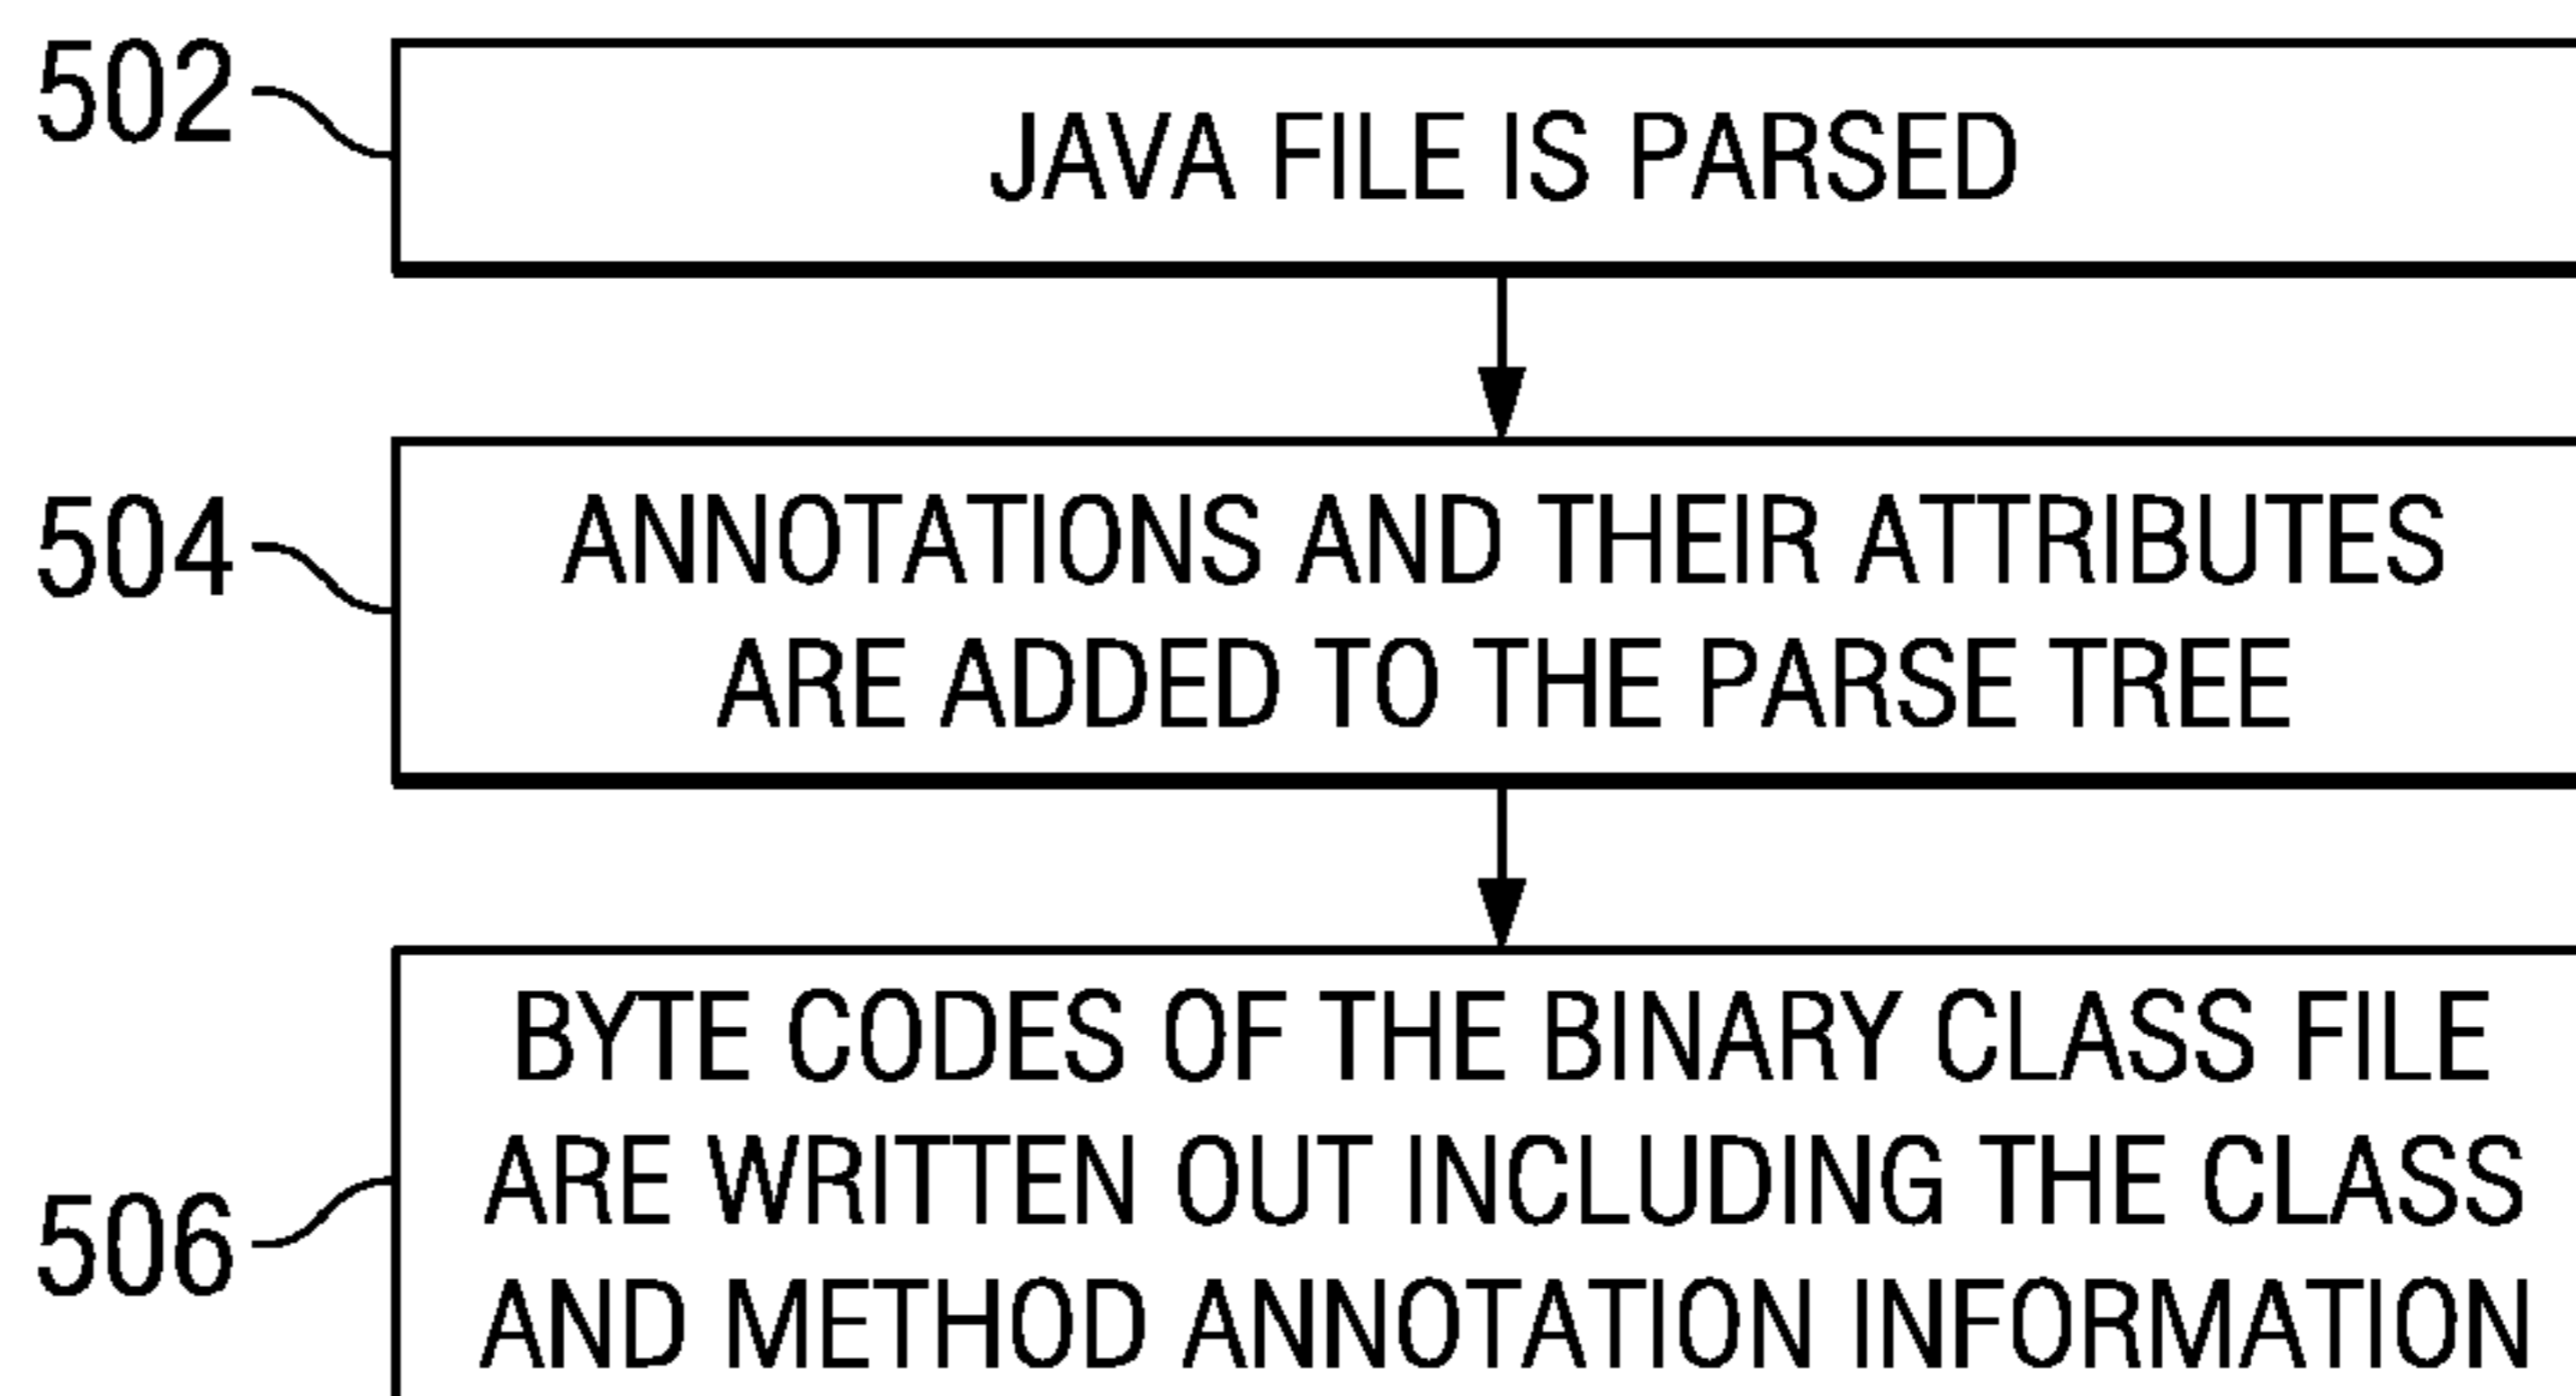 502
JAVA FILE IS PARSED
504
ANNOTATIONS AND THEIR ATTRIBUTES
ARE ADDED TO THE PARSE TREE
506
BYTE CODES OF THE BINARY CLASS FILE
ARE WRITTEN OUT INCLUDING THE CLASS
AND METHOD ANNOTATION INFORMATION